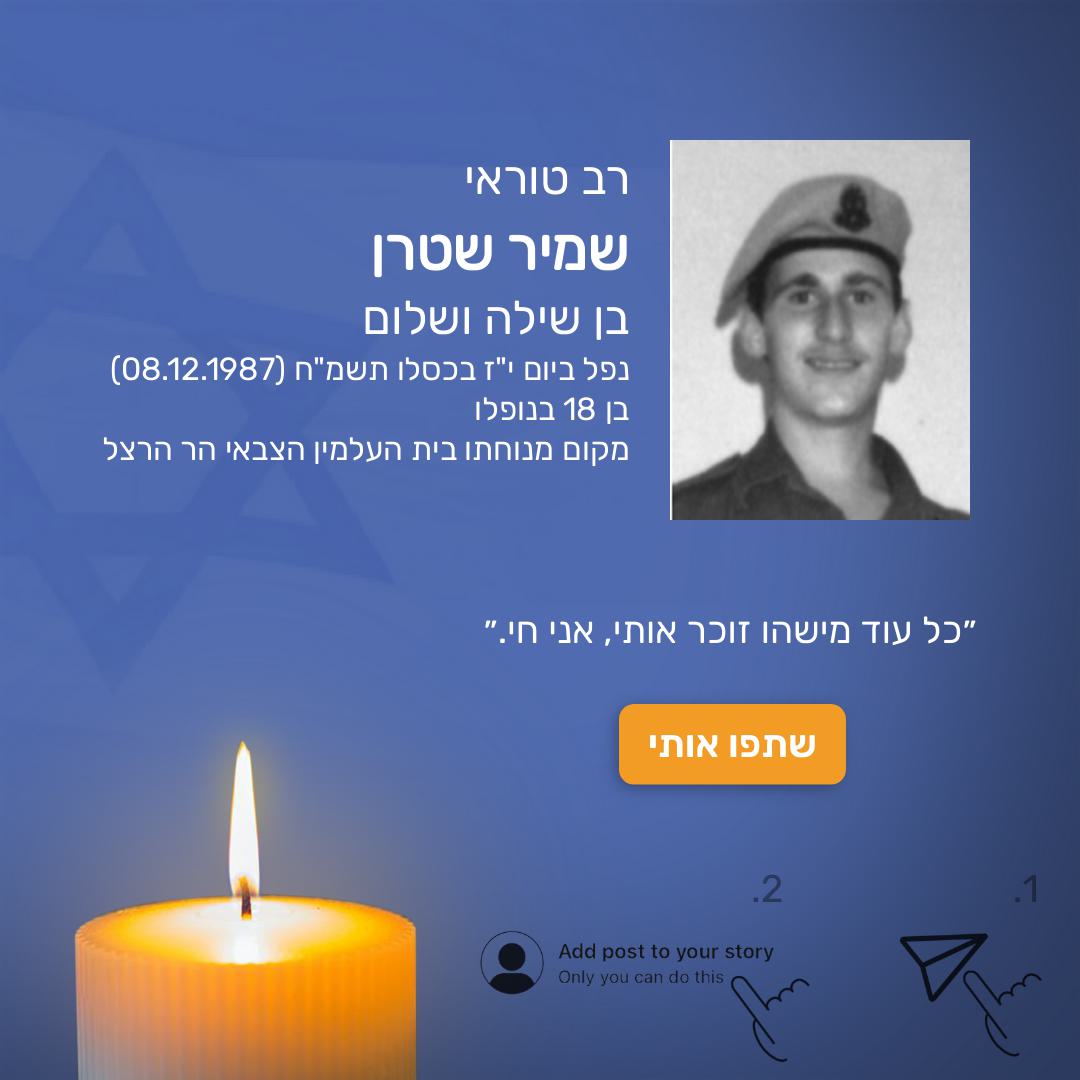 רב טוראי
שמיר שטרן
בן שילה ושלום
נפל ביום י"ז בכסלו תשמ"ח (08.12.1987)
בן 18 בנופלו
מקום מנוחתו בית העלמין הצבאי הר הרצל
״כל עוד מישהו זוכר אותי, אני חי.״
שתפו אותי
1.
2.
Add post to your story
Only you can do this